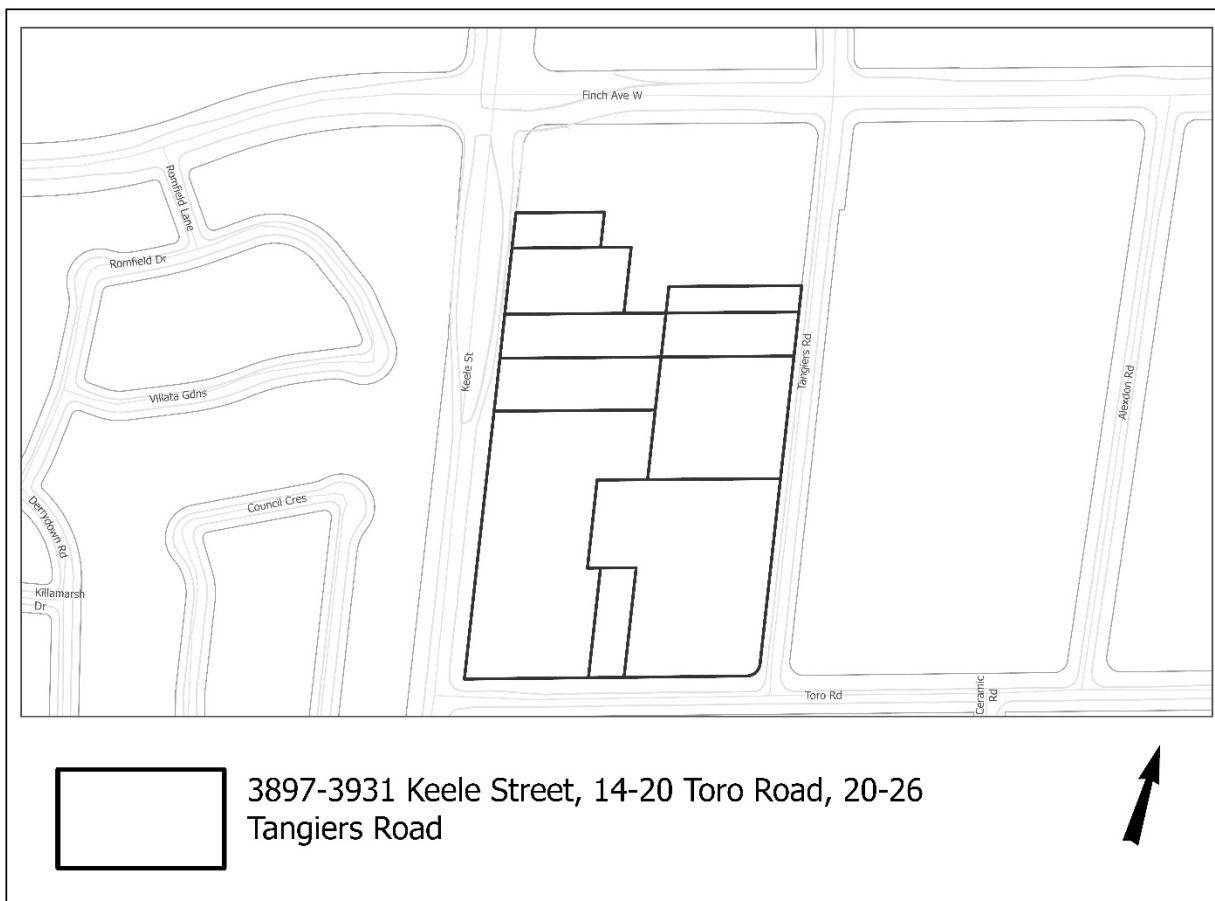 Finch Ave W
Romfield Lane
Romfield Dr
Keele St
Tangiers Rd
Villata Gdns
Alexdon Rd
Council Cres
Derrydown Rd
Killamarsh
Dr
Toro Rd
Ceramic
Rd
3897-3931 Keele Street, 14-20 Toro Road, 20-26
Tangiers Road